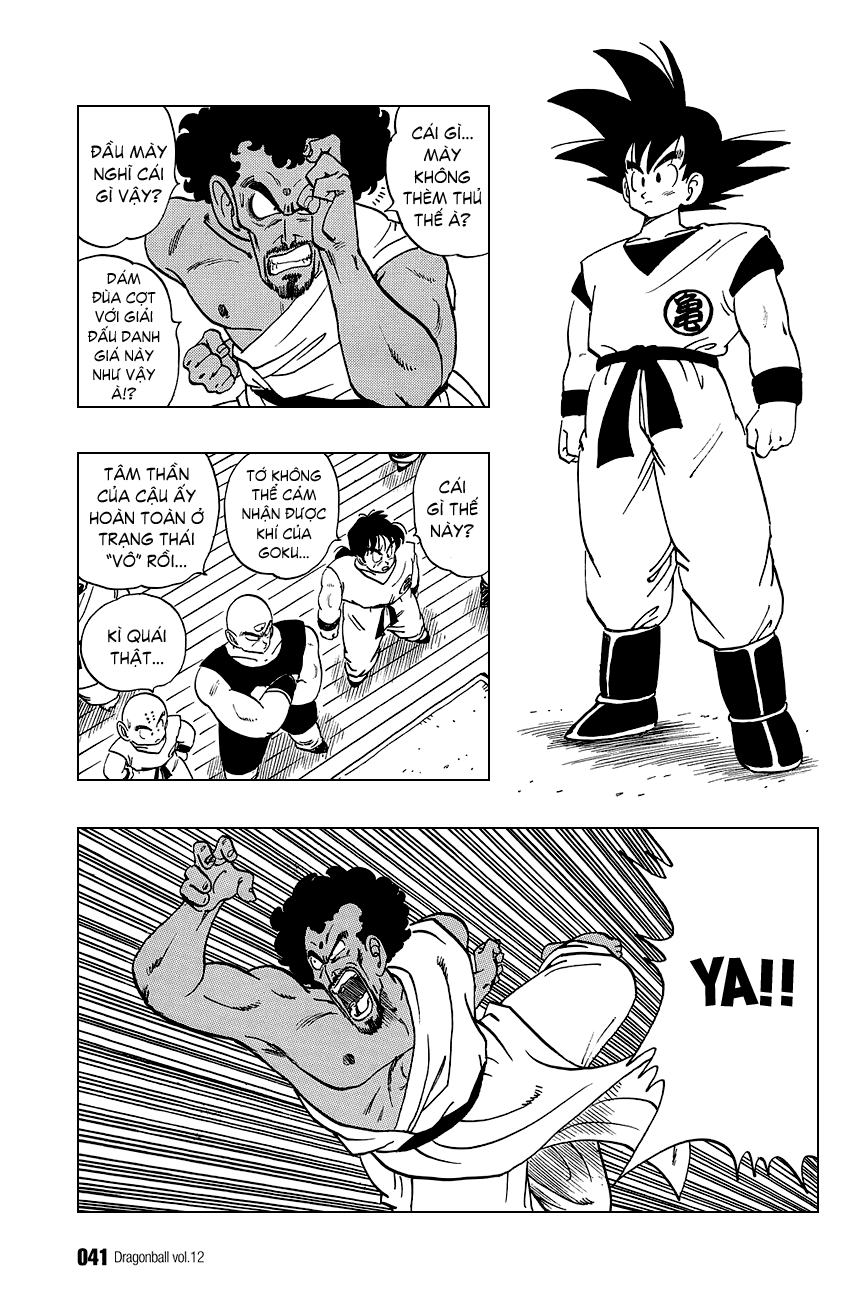 CÁI GÌ...
MÀY
KHÔNG
THÈM THỦ
THẾ À?
ĐẦU MÀY
NGHĨ CÁI
GÌ VẬY?
DÁM
ĐÙA CỢT
VỚI GIẢI
ĐẤU DANH
GIÁ NÀY
NHƯ VẬY
À!?
亀
CÁI
GÌ THẾ
NÀY?
TỚ KHÔNG
THỂ CẢM
NHẬN ĐƯỢC
KHÍ CỦA
GOKU...
TÂM THẦN
CỦA CẬU ẤY
HOÀN TOÀN Ở
TRẠNG THÁI
“VÔ” RỒI...
KÌ QUÁI
THẬT...
YA!!
041 Dragonball vol.12